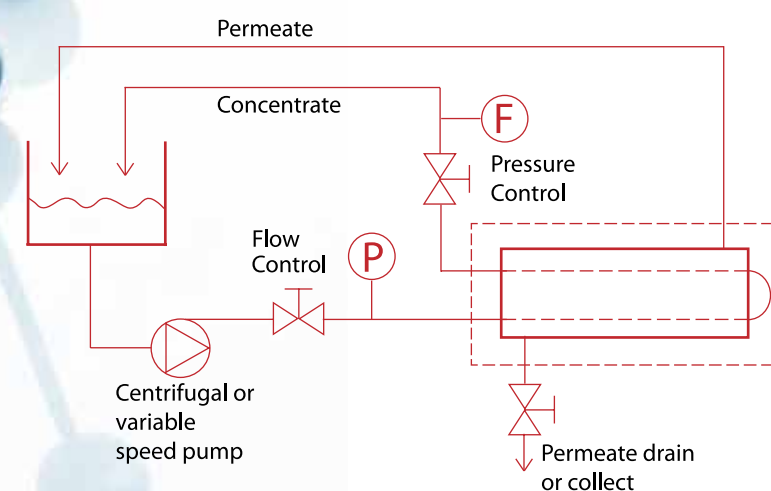 Permeate
Concentrate
F
Pressure
Control
Flow
Control
P
Centrifugal or
variable
speed pump
Permeate drain
or collect